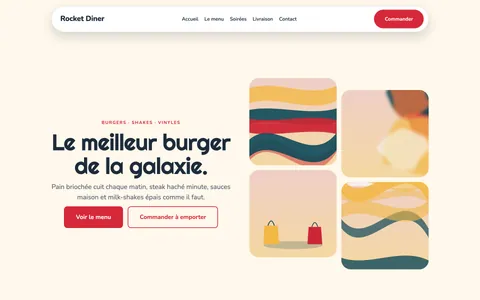 Rocket Diner
Accueil Le menu Soirées Livraison Contact
Commander
BURGERS · SHAKES · VINYLES
Le meilleur burger
de la galaxie.
Pain briochée cuit chaque matin, steak haché minute, sauces
maison et milk-shakes épais comme il faut.
Voir le menu
Commander à emporter